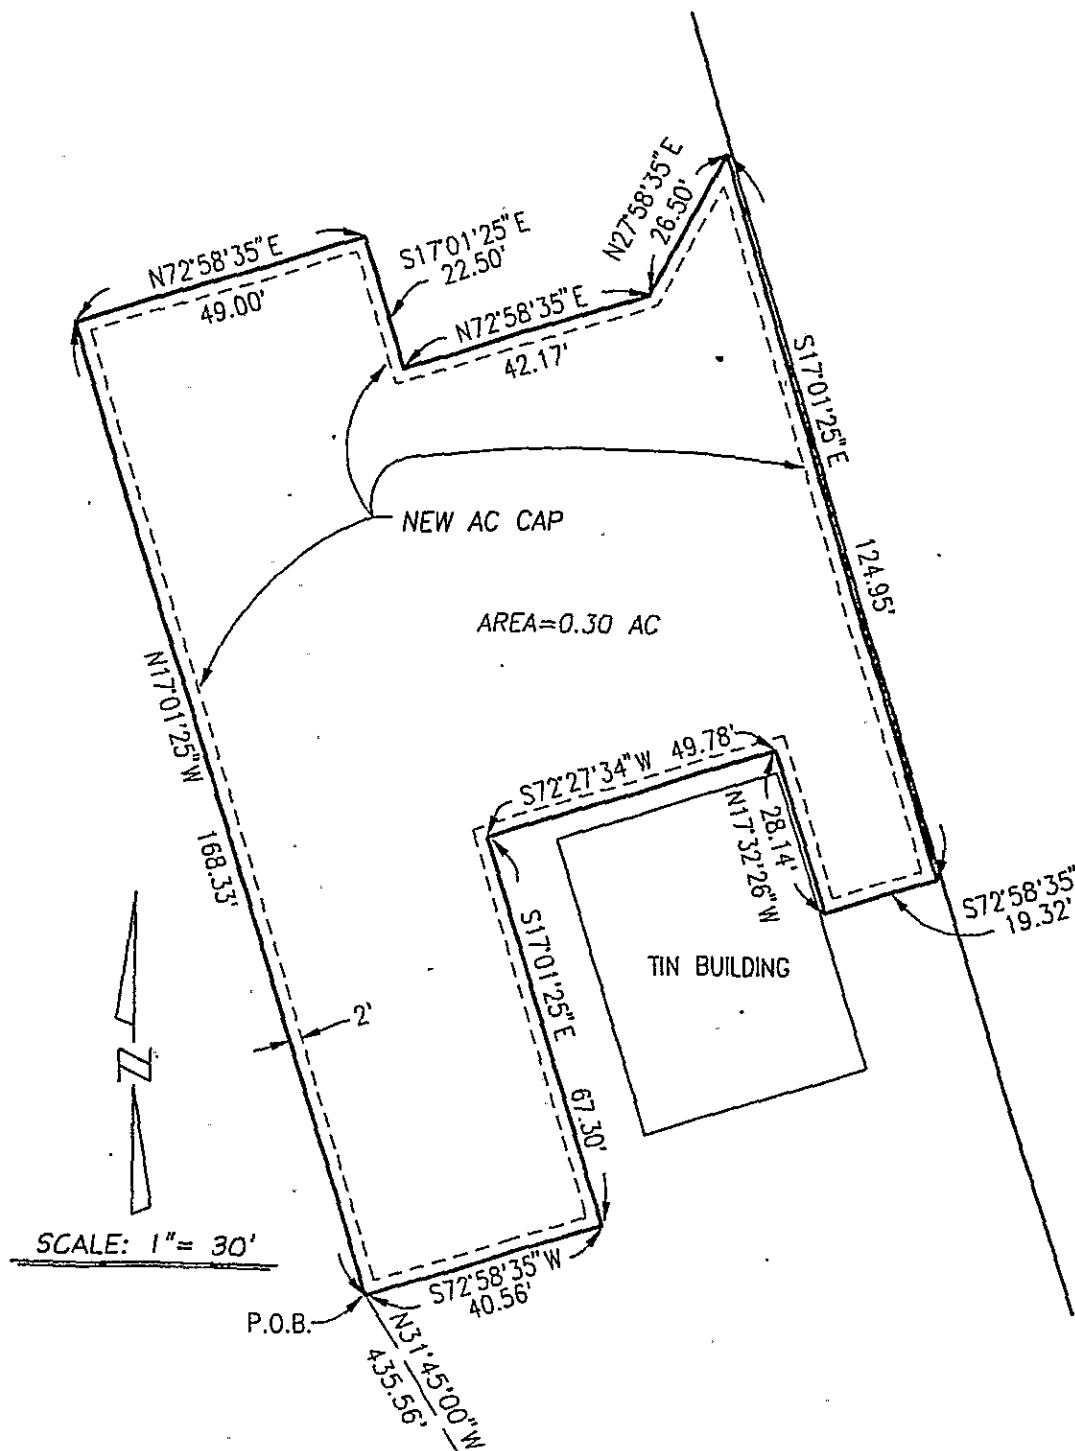 N27°58'35"E
26.50'
N72°58'35"E
49.00'
S17°01'25"E
22.50'
N72°58'35"E
42.17'
S17°01'25"E
124.95'
NEW AC CAP
AREA=0.30 AC
N17°01'25"W
168.33'
S72°27'34"W 49.78'
N17°32'26"W
28.14'
S72°58'35"
19.32'
S17°01'25"E
67.30'
TIN BUILDING
2'
N
SCALE: 1"= 30'
S72°58'35"W
40.56'
P.O.B.
N31°45'00"W
435.56'